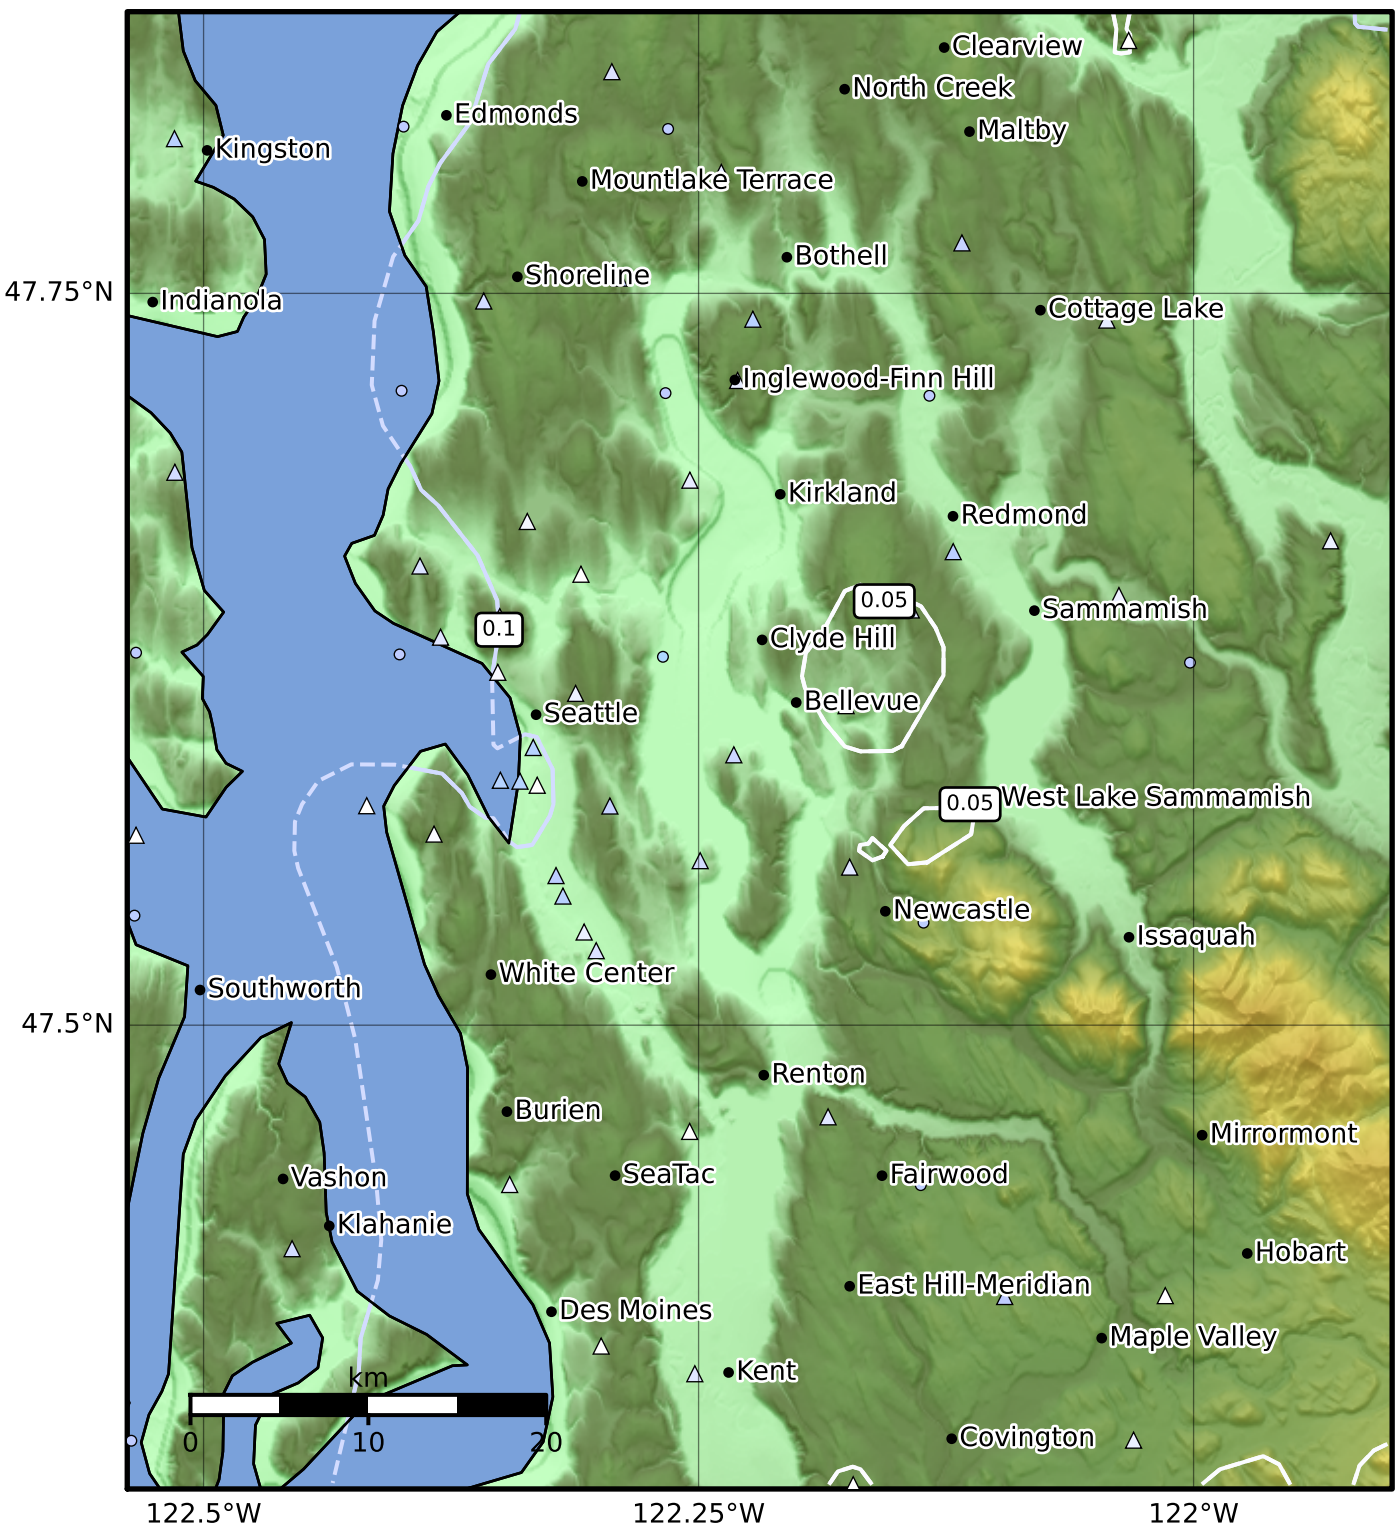 Clearview
North Creek
Edmonds
Maltby
Kingston
Mountlake Terrace
Bothell
Shoreline
47.75°N
Indianola
Cottage Lake
Inglewood-Finn Hill
Kirkland
Redmond
0.05
Sammamish
0.1
Clyde Hill
Bellevue
Seattle
0.05
West Lake Sammamish
Newcastle
Issaquah
White Center
Southworth
47.5°N
Renton
Burien
Mirrormont
SeaTac
Fairwood
Vashon
Klahanie
Hobart
East Hill-Meridian
Des Moines
Maple Valley
Kent
km
Covington
0 10 20
122.5°W 122.25°W 122°W